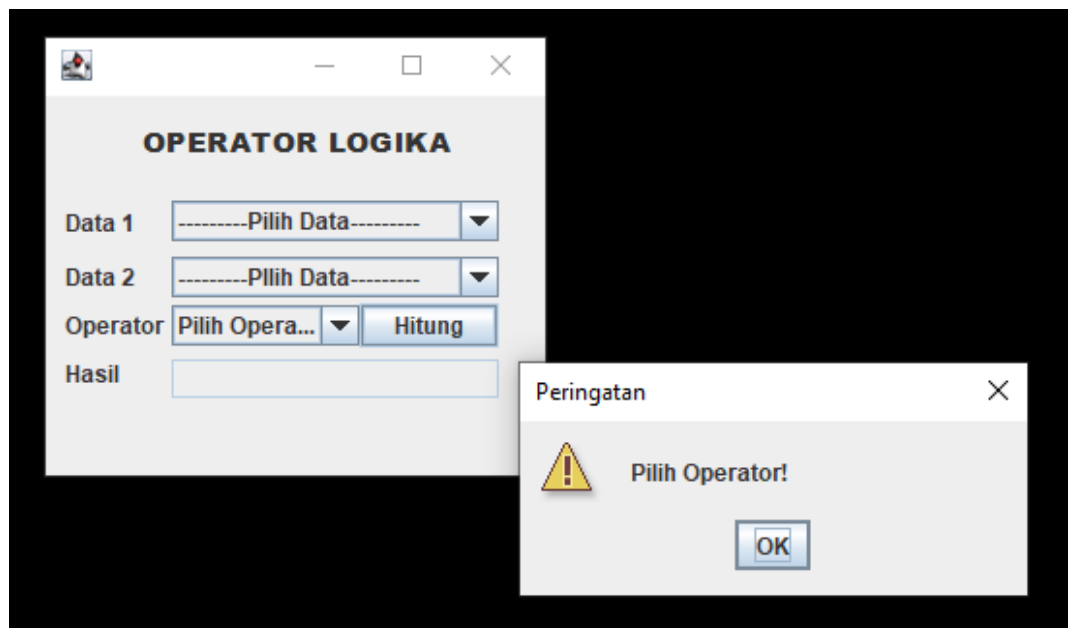 OPERATOR LOGIKA
Data 1 ---------Pilih Data---------
Data 2 ---------PIlih Data---------
Operator Pilih Opera... Hitung
Hasil
Peringatan
Pilih Operator!
OK